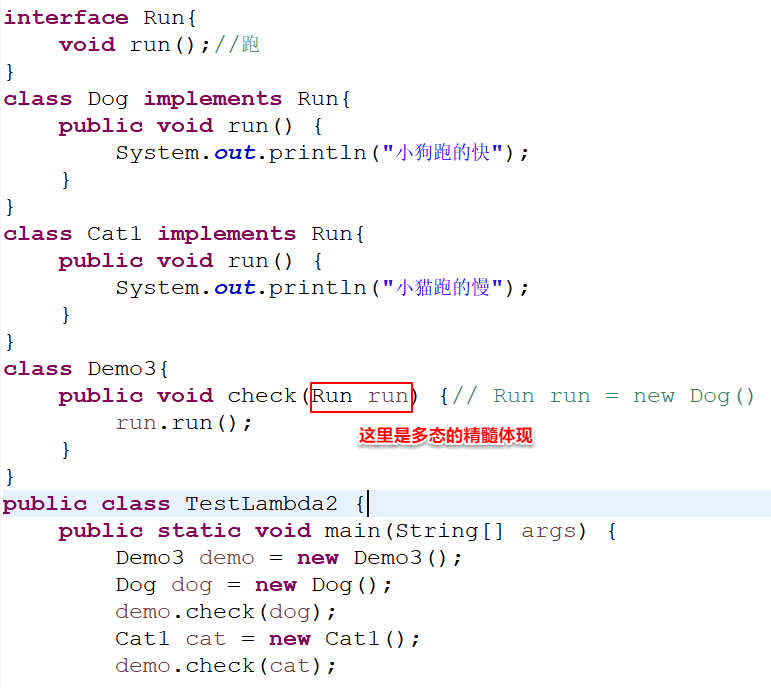 interface Run{
    void run();//跑
}
class Dog implements Run{
    public void run() {
        System.out.println("小狗跑的快");
    }
}
class Cat1 implements Run{
    public void run() {
        System.out.println("小猫跑的慢");
    }
}
class Demo3{
    public void check(Run run) {// Run run = new Dog()
        run.run();
这里是多态的精髓体现
    }
}
public class TestLambda2 {
    public static void main(String[] args) {
        Demo3 demo = new Demo3();
        Dog dog = new Dog();
        demo.check(dog);
        Cat1 cat = new Cat1();
        demo.check(cat);